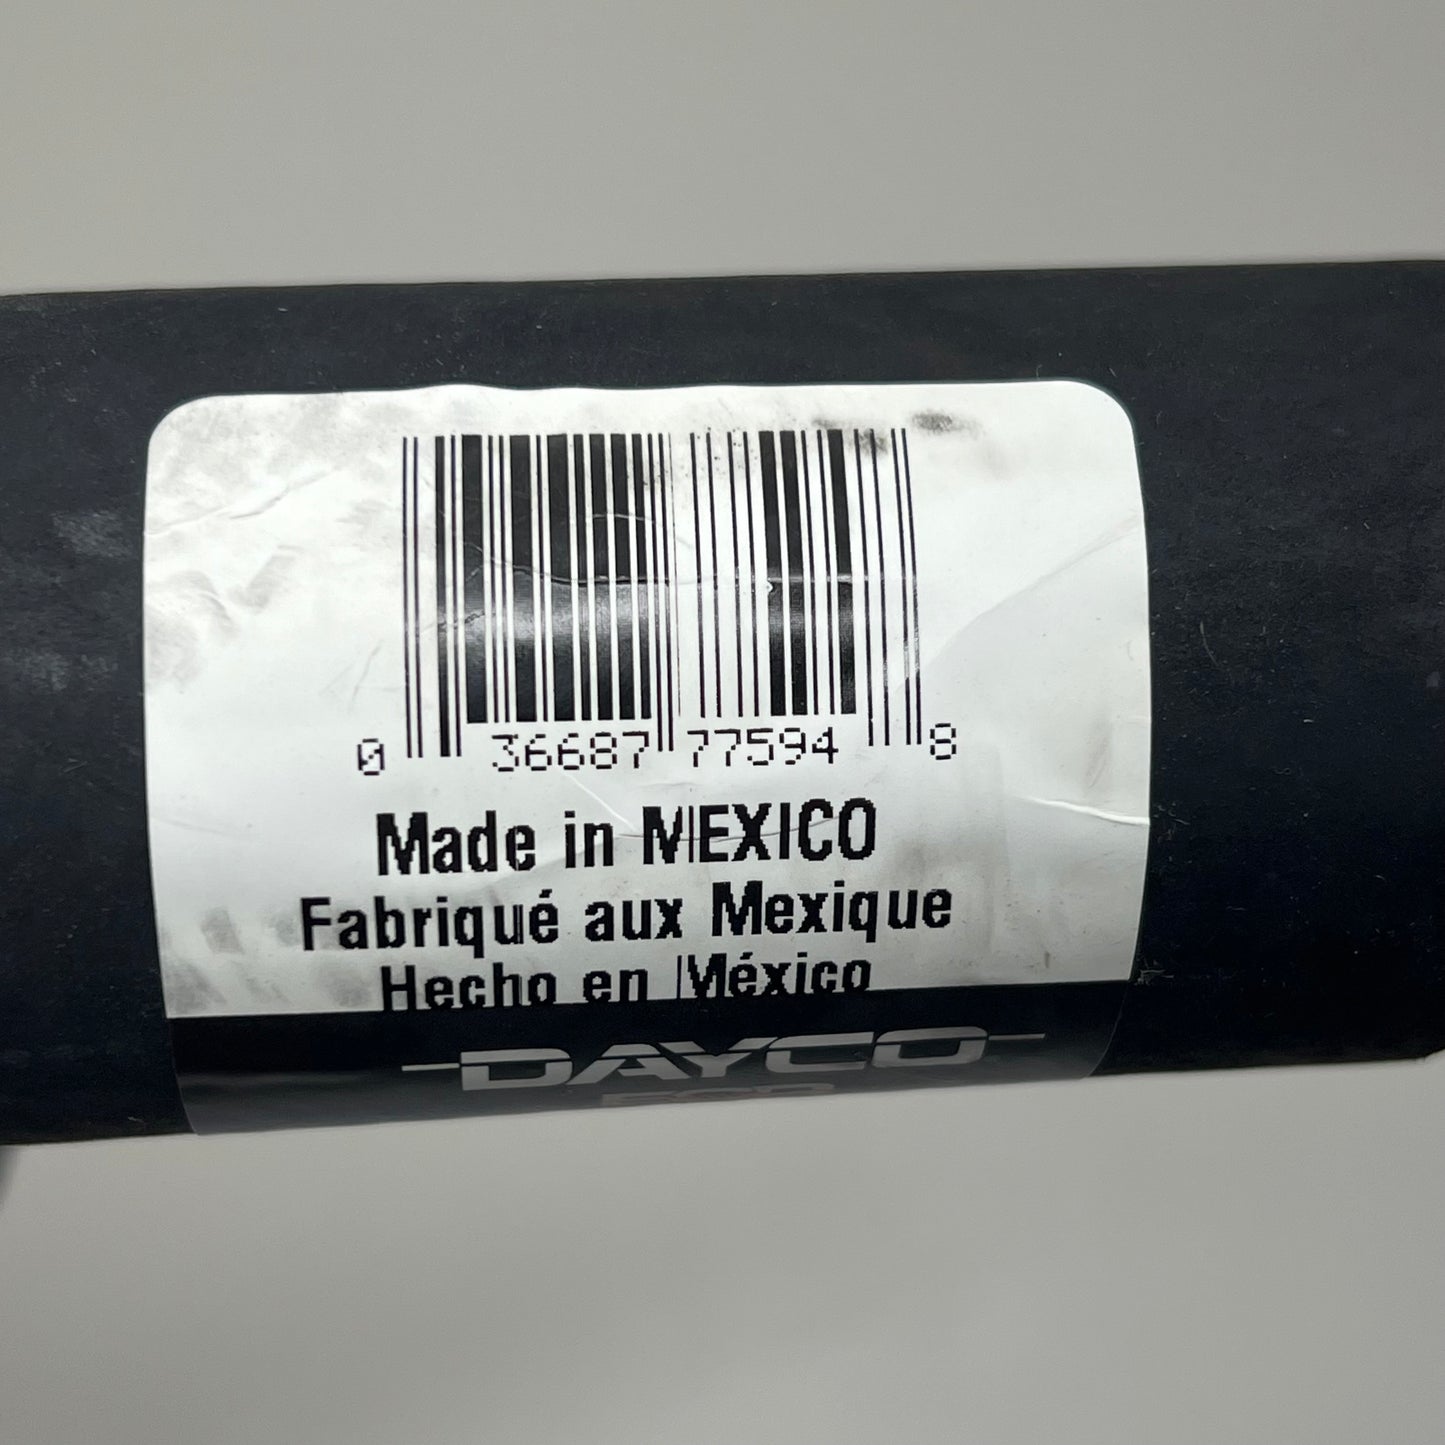 0 36687 77594 8
Made in MEXICO
Fabriqué aux Mexique
Hecho en México
DAYCO